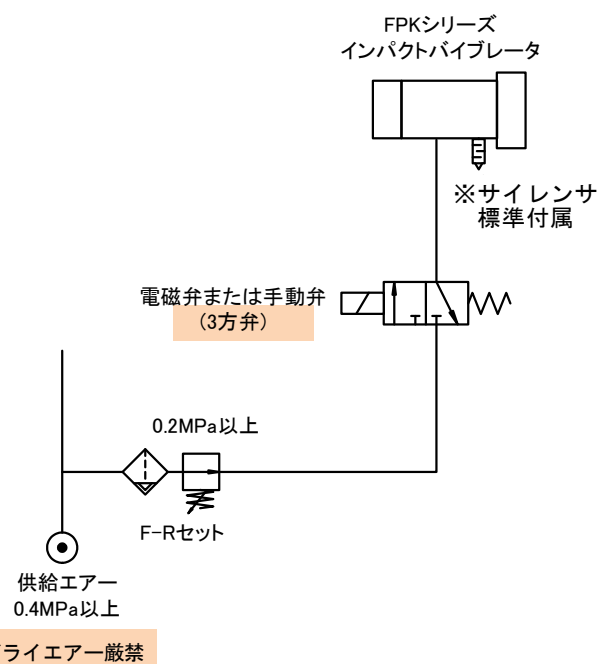 FPKシリーズ
インパクトバイブレータ
※サイレンサ
標準付属
電磁弁または手動弁
（3方弁）
0.2MPa以上
F-Rセット
供給エアー
0.4MPa以上
ライエアー厳禁